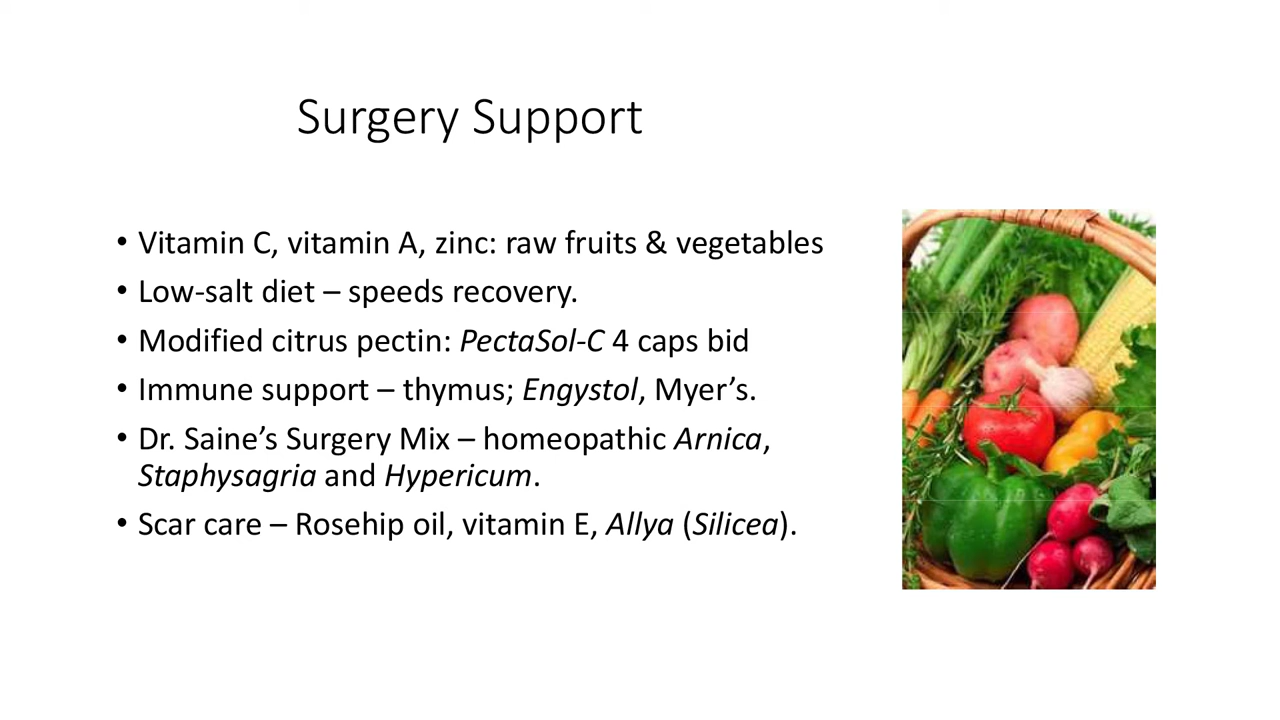 Surgery Support
• Vitamin C, vitamin A, zinc: raw fruits & vegetables
• Low-salt diet – speeds recovery.
• Modified citrus pectin: PectaSol-C 4 caps bid
• Immune support – thymus; Engystol, Myer’s.
• Dr. Saine’s Surgery Mix – homeopathic Arnica,
Staphysagria and Hypericum.
• Scar care – Rosehip oil, vitamin E, Allya (Silicea).